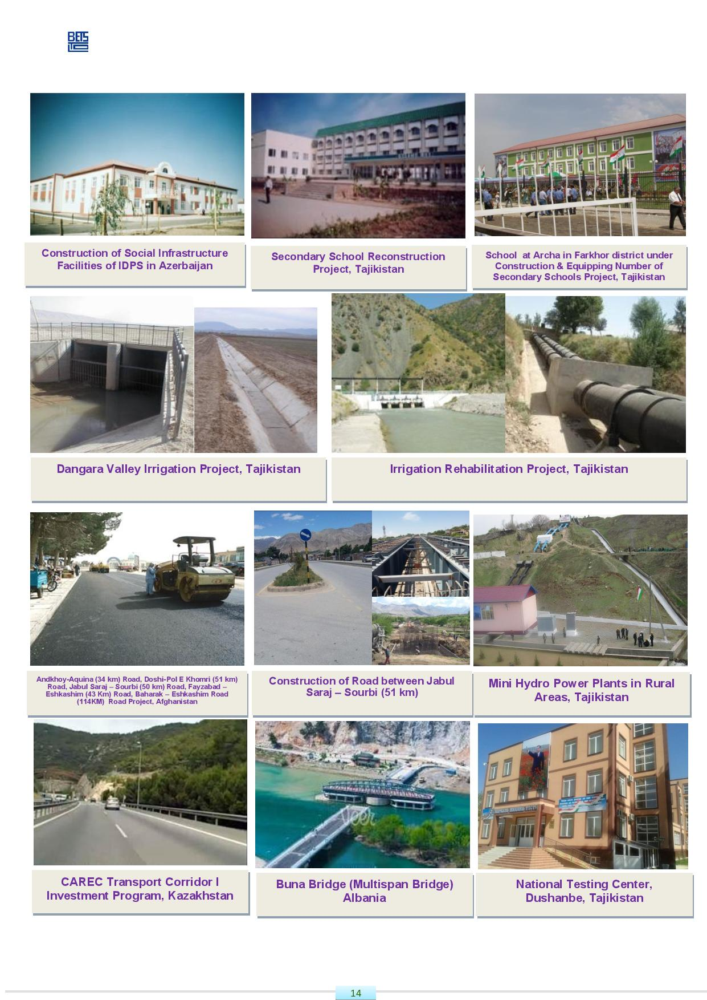 BETS
LTD
Construction of Social Infrastructure
Facilities of IDPS in Azerbaijan
Secondary School Reconstruction
Project, Tajikistan
School at Archa in Farkhor district under
Construction & Equipping Number of
Secondary Schools Project, Tajikistan
Dangara Valley Irrigation Project, Tajikistan
Irrigation Rehabilitation Project, Tajikistan
Andkhoy-Aquina (34 km) Road, Doshi-Pol E Khomri (51 km)
Road, Jabul Saraj – Sourbi (50 km) Road, Fayzabad –
Eshkashim (43 Km) Road, Baharak – Eshkashim Road
(114KM) Road Project, Afghanistan
Construction of Road between Jabul
Saraj – Sourbi (51 km)
Mini Hydro Power Plants in Rural
Areas, Tajikistan
Veer
CAREC Transport Corridor I
Investment Program, Kazakhstan
Buna Bridge (Multispan Bridge)
Albania
National Testing Center,
Dushanbe, Tajikistan
14